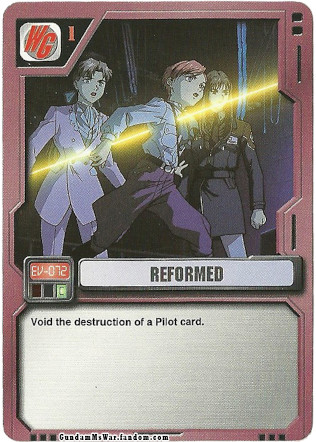 WG
1
EV-072
C
REFORMED
Void the destruction of a Pilot card.
GundamMsWar.fandom.com